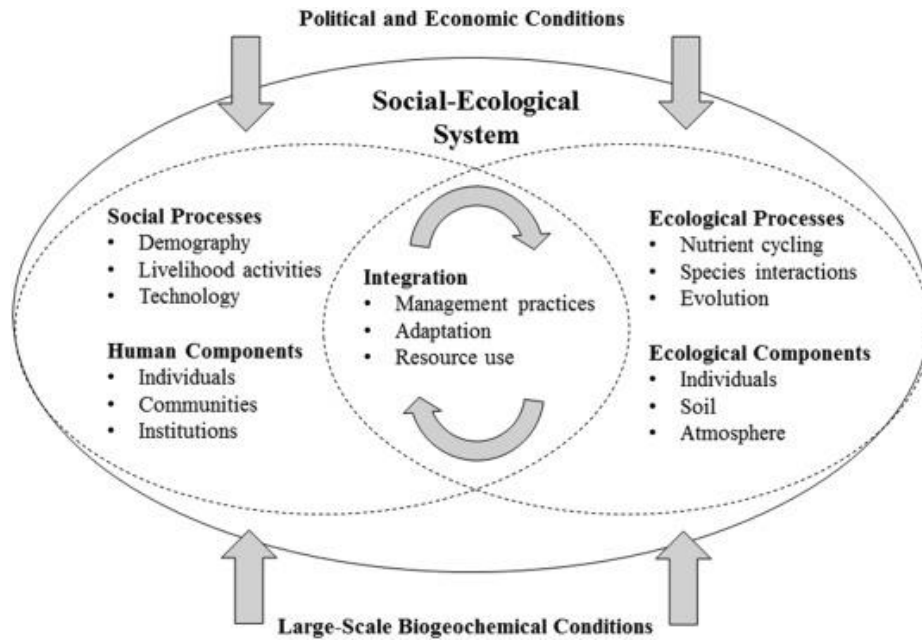 Political and Economic Conditions
Social-Ecological
System
Social Processes
• Demography
• Livelihood activities
• Technology
Human Components
• Individuals
• Communities
• Institutions
Integration
• Management practices
• Adaptation
• Resource use
Ecological Processes
• Nutrient cycling
• Species interactions
• Evolution
Ecological Components
• Individuals
• Soil
• Atmosphere
Large-Scale Biogeochemical Conditions